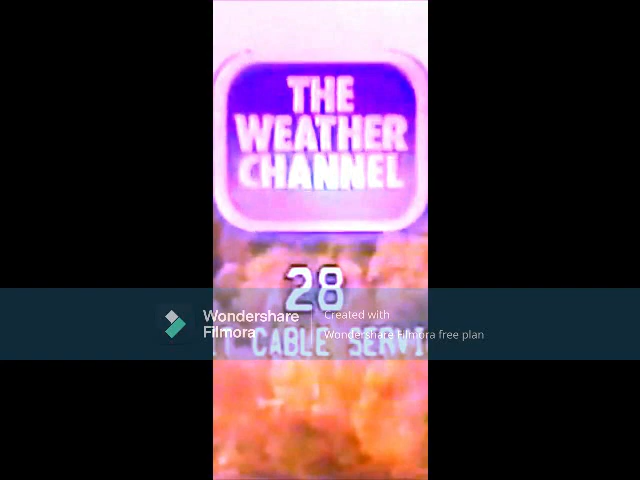 THE
WEATHER
CHANNEL
28
Wondershare
Filmora
Created with
Wondershare Filmora free plan
CABLE